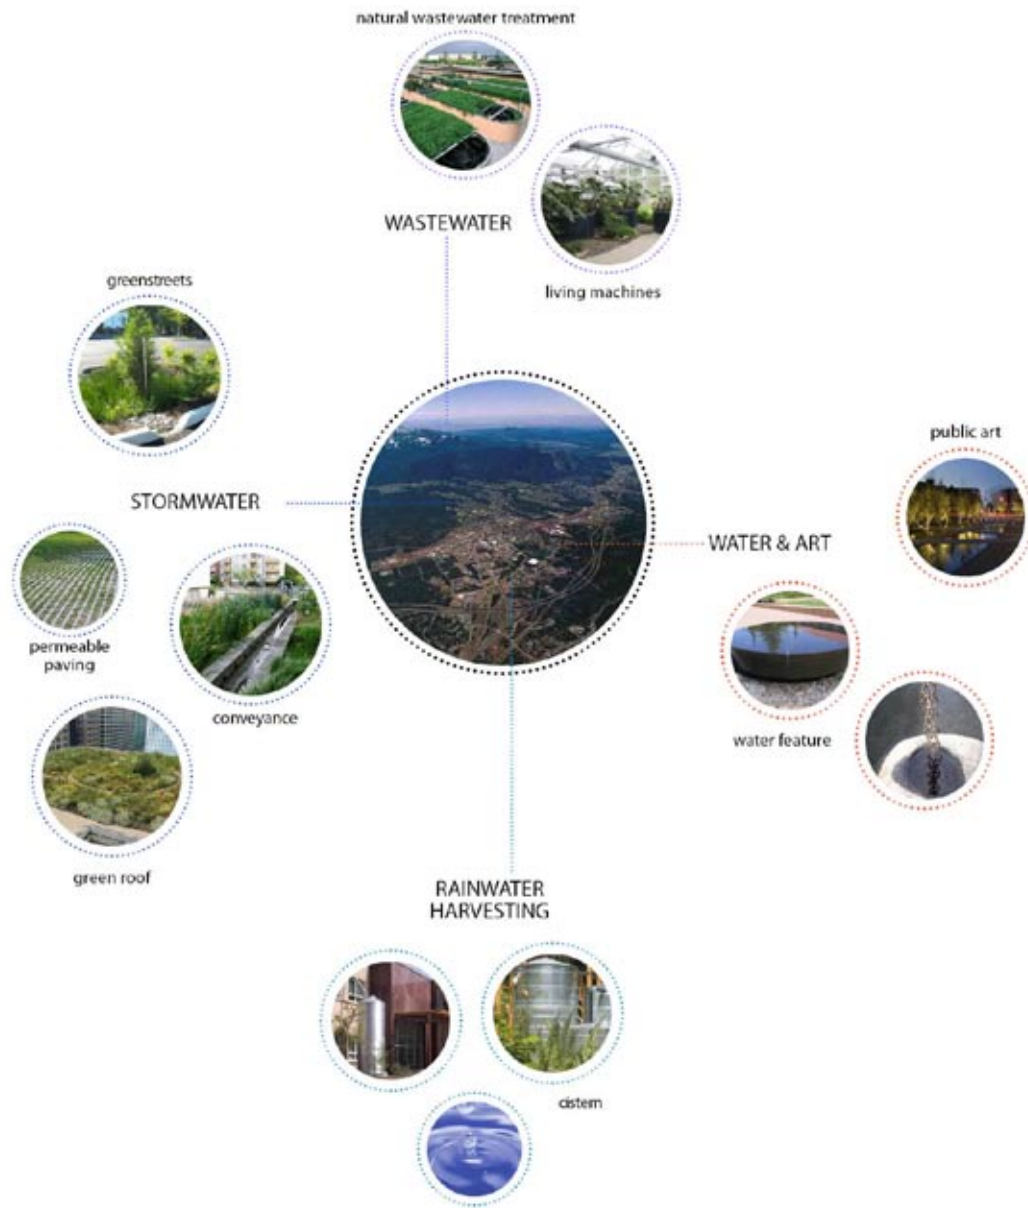 natural wastewater treatment
WASTEWATER
living machines
greenstreets
STORMWATER
public art
WATER & ART
permeable
paving
conveyance
water feature
green roof
RAINWATER
HARVESTING
cistern